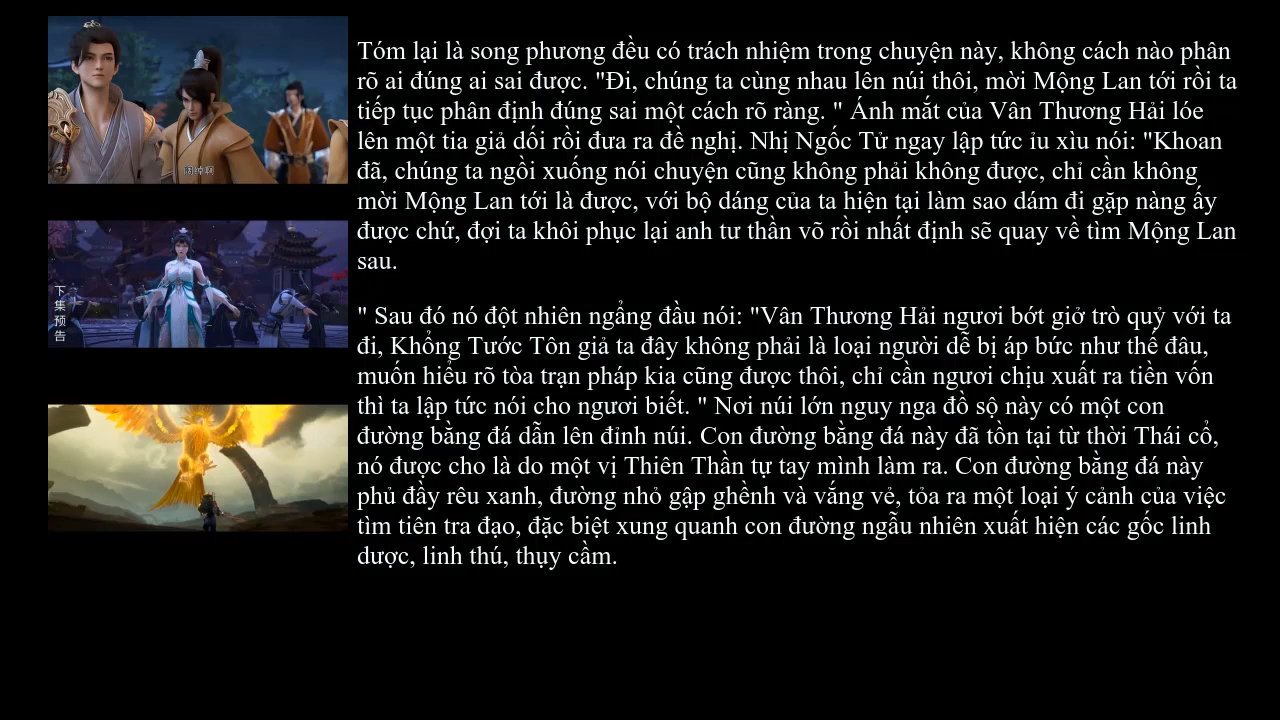 Tóm lại là song phương đều có trách nhiệm trong chuyện này, không cách nào phân
rõ ai đúng ai sai được. "Đi, chúng ta cùng nhau lên núi thôi, mời Mộng Lan tới rồi ta
tiếp tục phân định đúng sai một cách rõ ràng. " Ánh mắt của Vân Thương Hải lóe
lên một tia giả dối rồi đưa ra đề nghị. Nhị Ngốc Tử ngay lập tức ỉu xìu nói: "Khoan
đã, chúng ta ngồi xuống nói chuyện cũng không phải không được, chỉ cần không
mời Mộng Lan tới là được, với bộ dáng của ta hiện tại làm sao dám đi gặp nàng ấy
được chứ, đợi ta khôi phục lại anh tư thần võ rồi nhất định sẽ quay về tìm Mộng Lan
sau.
" Sau đó nó đột nhiên ngẩng đầu nói: "Vân Thương Hải ngươi bớt giở trò quỷ với ta
đi, Khổng Tước Tôn giả ta đây không phải là loại người dễ bị áp bức như thế đâu,
muốn hiểu rõ tòa trạn pháp kia cũng được thôi, chỉ cần ngươi chịu xuất ra tiền vốn
thì ta lập tức nói cho ngươi biết. " Nơi núi lớn nguy nga đồ sộ này có một con
đường bằng đá dẫn lên đỉnh núi. Con đường bằng đá này đã tồn tại từ thời Thái cổ,
nó được cho là do một vị Thiên Thần tự tay mình làm ra. Con đường bằng đá này
phủ đầy rêu xanh, đường nhỏ gập ghềnh và vắng vẻ, tỏa ra một loại ý cảnh của việc
tìm tiên tra đạo, đặc biệt xung quanh con đường ngẫu nhiên xuất hiện các gốc linh
dược, linh thú, thụy cầm.
下集预告